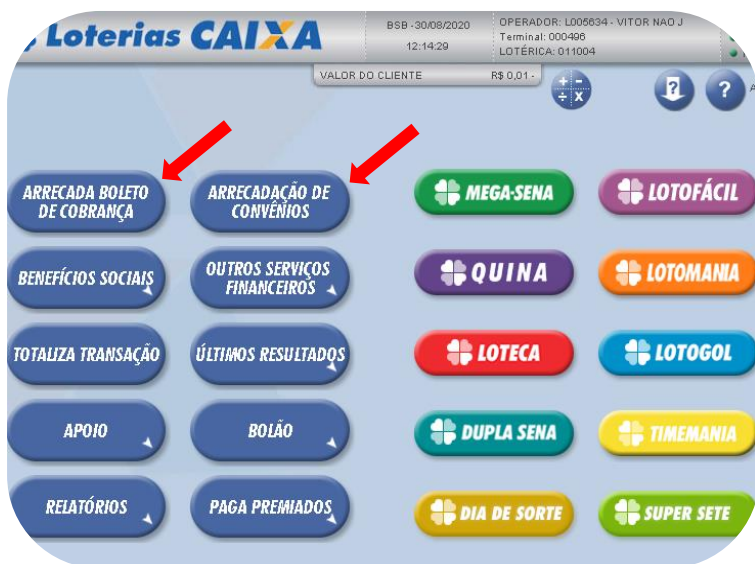 Loterias CAIXA
BSB -30/08/2020
12:14:29
OPERADOR: L005634 - VITOR NAO J
Terminal: 000496
LOTÉRICA: 011004
VALOR DO CLIENTE R$ 0,01 -
+ -
÷ x
?
?
ARRECADA BOLETO
DE COBRANÇA
ARRECADAÇÃO DE
CONVÊNIOS
MEGA-SENA
LOTOFÁCIL
BENEFÍCIOS SOCIAIS
OUTROS SERVIÇOS
FINANCEIROS
QUINA
LOTOMANIA
TOTALIZA TRANSAÇÃO
ÚLTIMOS RESULTADOS
LOTECA
LOTOGOL
APOIO
BOLÃO
DUPLA SENA
TIMEMANIA
RELATÓRIOS
PAGA PREMIADOS
DIA DE SORTE
SUPER SETE